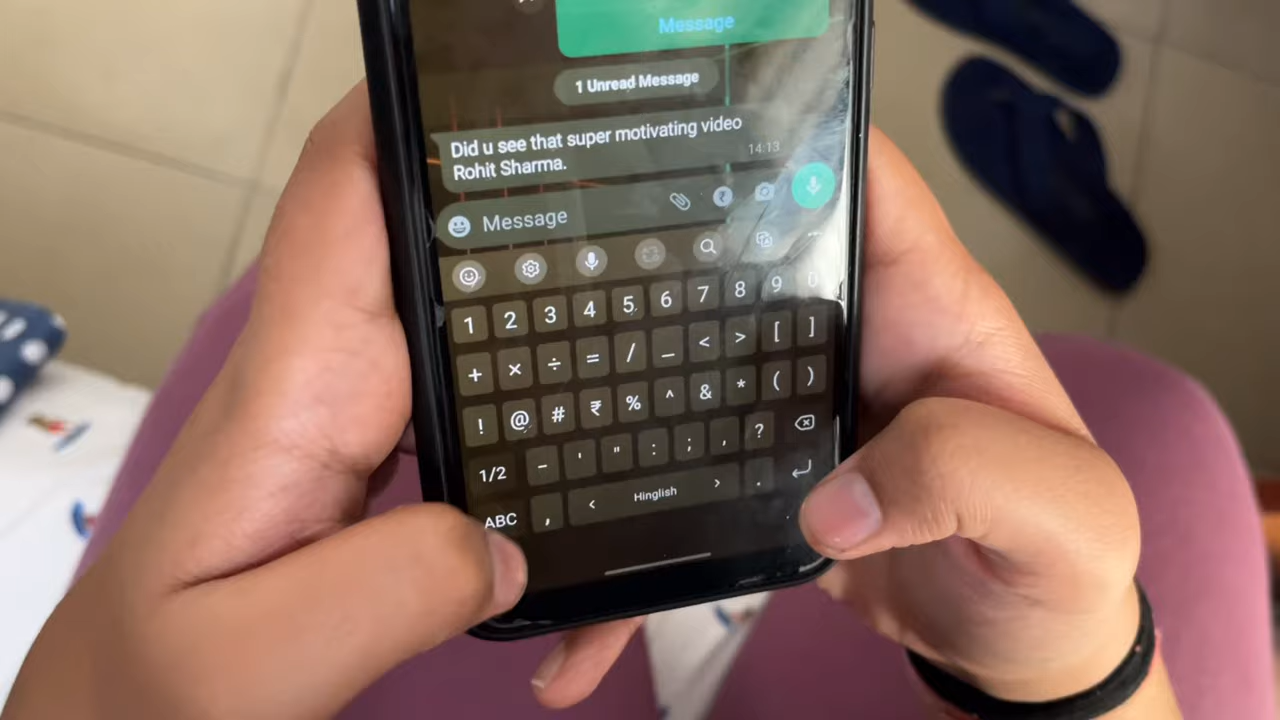 Message
1 Unread Message
Did u see that super motivating video
Rohit Sharma.
14:13
Message
1 2 3 4 5 6 7 8 9 0
+ × ÷ = / _ < > [ ]
! @ # ₹ % ^ & * ( )
1/2 - ' " : ; , ?
ABC , < Hinglish > .